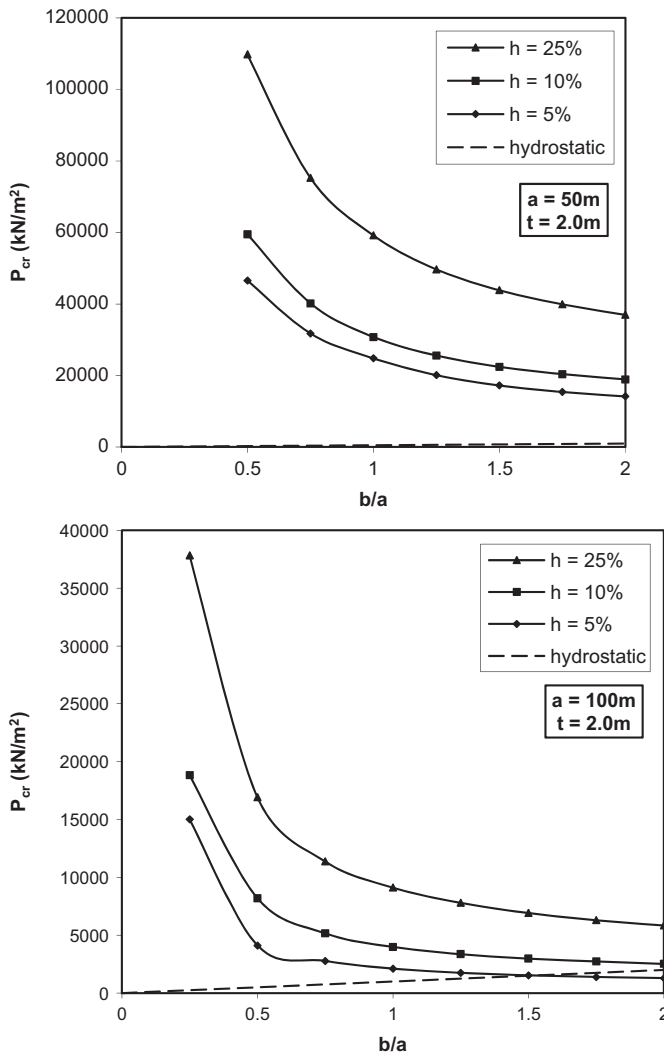 120000
100000
80000
60000
40000
20000
0
P_cr (kN/m²)
h = 25%
h = 10%
h = 5%
hydrostatic
a = 50m
t = 2.0m
0 0.5 1 1.5 2
b/a
40000
35000
30000
25000
20000
15000
10000
5000
0
P_cr (kN/m²)
h = 25%
h = 10%
h = 5%
hydrostatic
a = 100m
t = 2.0m
0 0.5 1 1.5 2
b/a